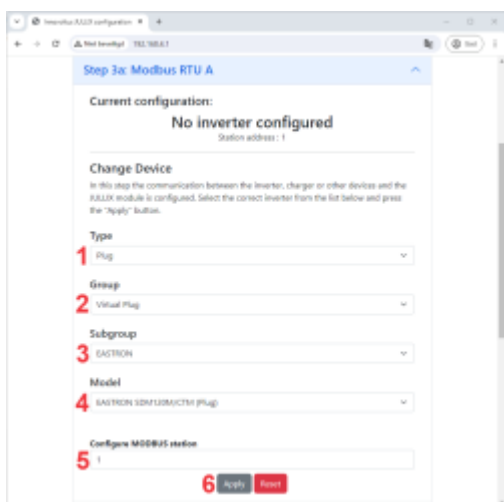 Step 3a: Modbus RTU A
Current configuration:
No inverter configured
Station address: 1
Change Device
In this step the communication between the inverter, charger or other devices and the
module is configured. Select the correct inverter from the list below and press
the "Apply" button.
Type
1 Plug
Group
2 Virtual Plug
Subgroup
3 EASTRON
Model
4 EASTRON (Plug)
Configure MODBUS station
5 1
6 Apply Reset